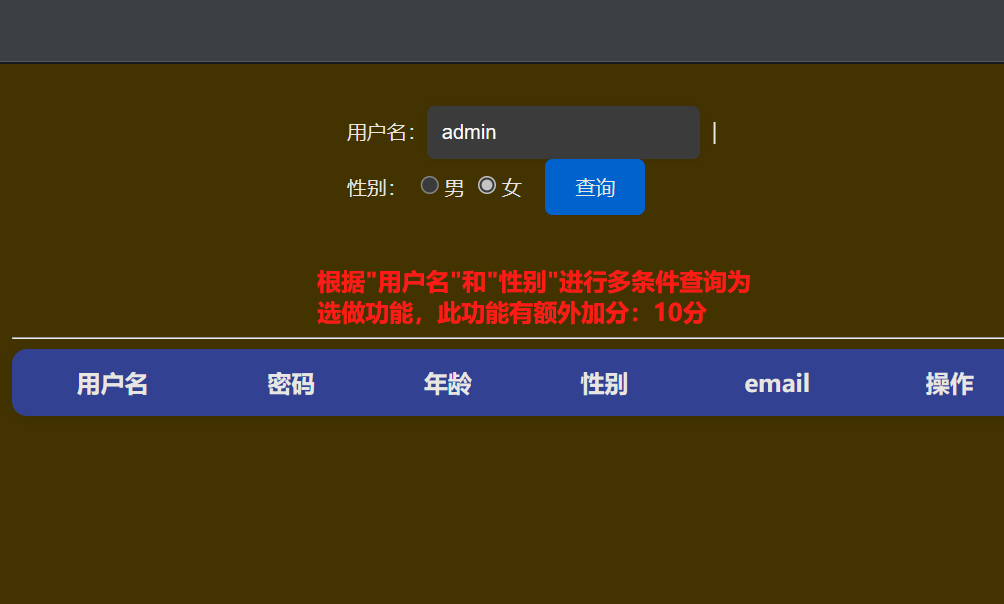 用户名： admin |
性别： 男 女 查询
根据"用户名"和"性别"进行多条件查询为
选做功能，此功能有额外加分：10分
用户名 密码 年龄 性别 email 操作